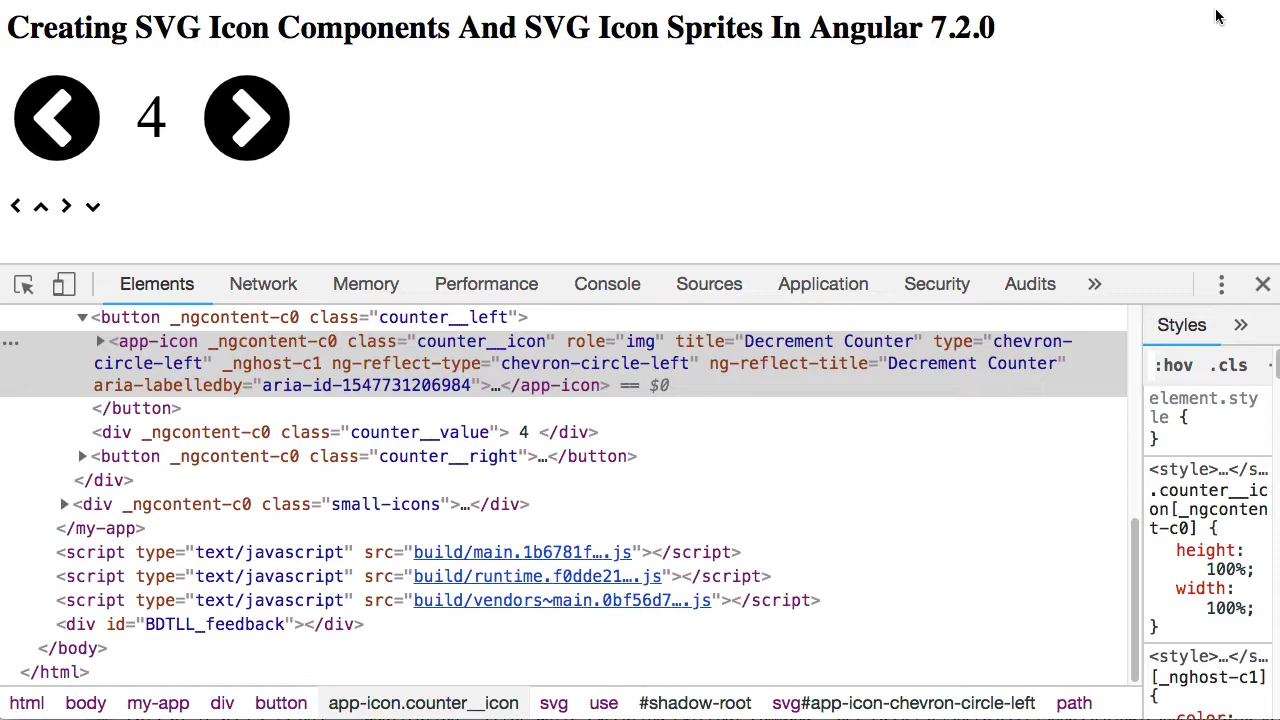 Creating SVG Icon Components And SVG Icon Sprites In Angular 7.2.0
4
Elements Network Memory Performance Console Sources Application Security Audits »
<button _ngcontent-c0 class="counter__left">
<app-icon _ngcontent-c0 class="counter__icon" role="img" title="Decrement Counter" type="chevron-
circle-left" _nghost-c1 ng-reflect-type="chevron-circle-left" ng-reflect-title="Decrement Counter"
aria-labelledby="aria-id-1547731206984">…</app-icon> == $0
</button>
<div _ngcontent-c0 class="counter__value"> 4 </div>
<button _ngcontent-c0 class="counter__right">…</button>
</div>
<div _ngcontent-c0 class="small-icons">…</div>
</my-app>
<script type="text/javascript" src="build/main.1b6781f….js"></script>
<script type="text/javascript" src="build/runtime.f0dde21….js"></script>
<script type="text/javascript" src="build/vendors~main.0bf56d7….js"></script>
<div id="BDTLL_feedback"></div>
</body>
</html>
Styles »
:hov .cls
element.sty
le {
}
<style>…</s…
.counter__ic
on[_ngconten
t-c0] {
height:
100%;
width:
100%;
}
<style>…</s…
[_nghost-c1]
{
color:
html body my-app div button app-icon.counter__icon svg use #shadow-root svg#app-icon-chevron-circle-left path